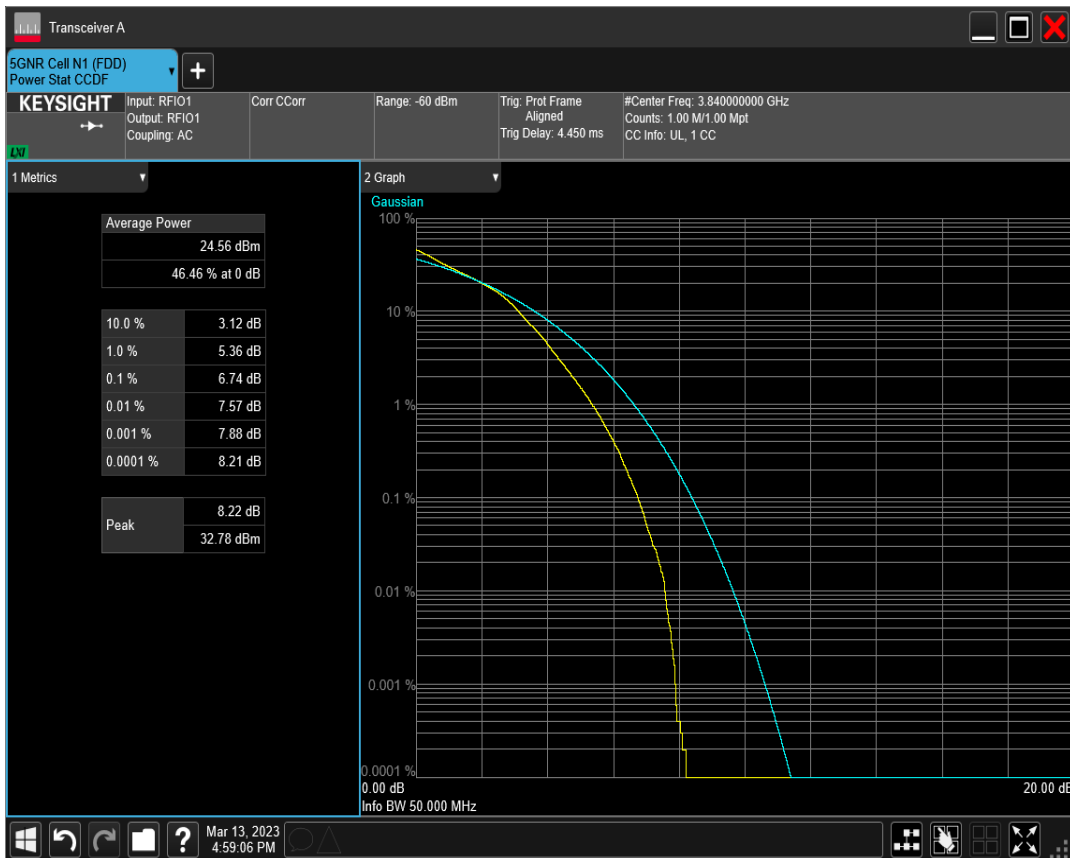 Transceiver A
5GNR Cell N1 (FDD)
Power Stat CCDF
KEYSIGHT
LXI
Input: RFIO1
Output: RFIO1
Coupling: AC
Corr CCorr
Range: -60 dBm
Trig: Prot Frame
Aligned
Trig Delay: 4.450 ms
#Center Freq: 3.840000000 GHz
Counts: 1.00 M/1.00 Mpt
CC Info: UL, 1 CC
1 Metrics
Average Power
24.56 dBm
46.46 % at 0 dB
10.0 % 3.12 dB
1.0 % 5.36 dB
0.1 % 6.74 dB
0.01 % 7.57 dB
0.001 % 7.88 dB
0.0001 % 8.21 dB
Peak 8.22 dB
32.78 dBm
2 Graph
Gaussian
100 %
10 %
1 %
0.1 %
0.01 %
0.001 %
0.0001 %
0.00 dB 20.00 dB
Info BW 50.000 MHz
?
Mar 13, 2023
4:59:06 PM